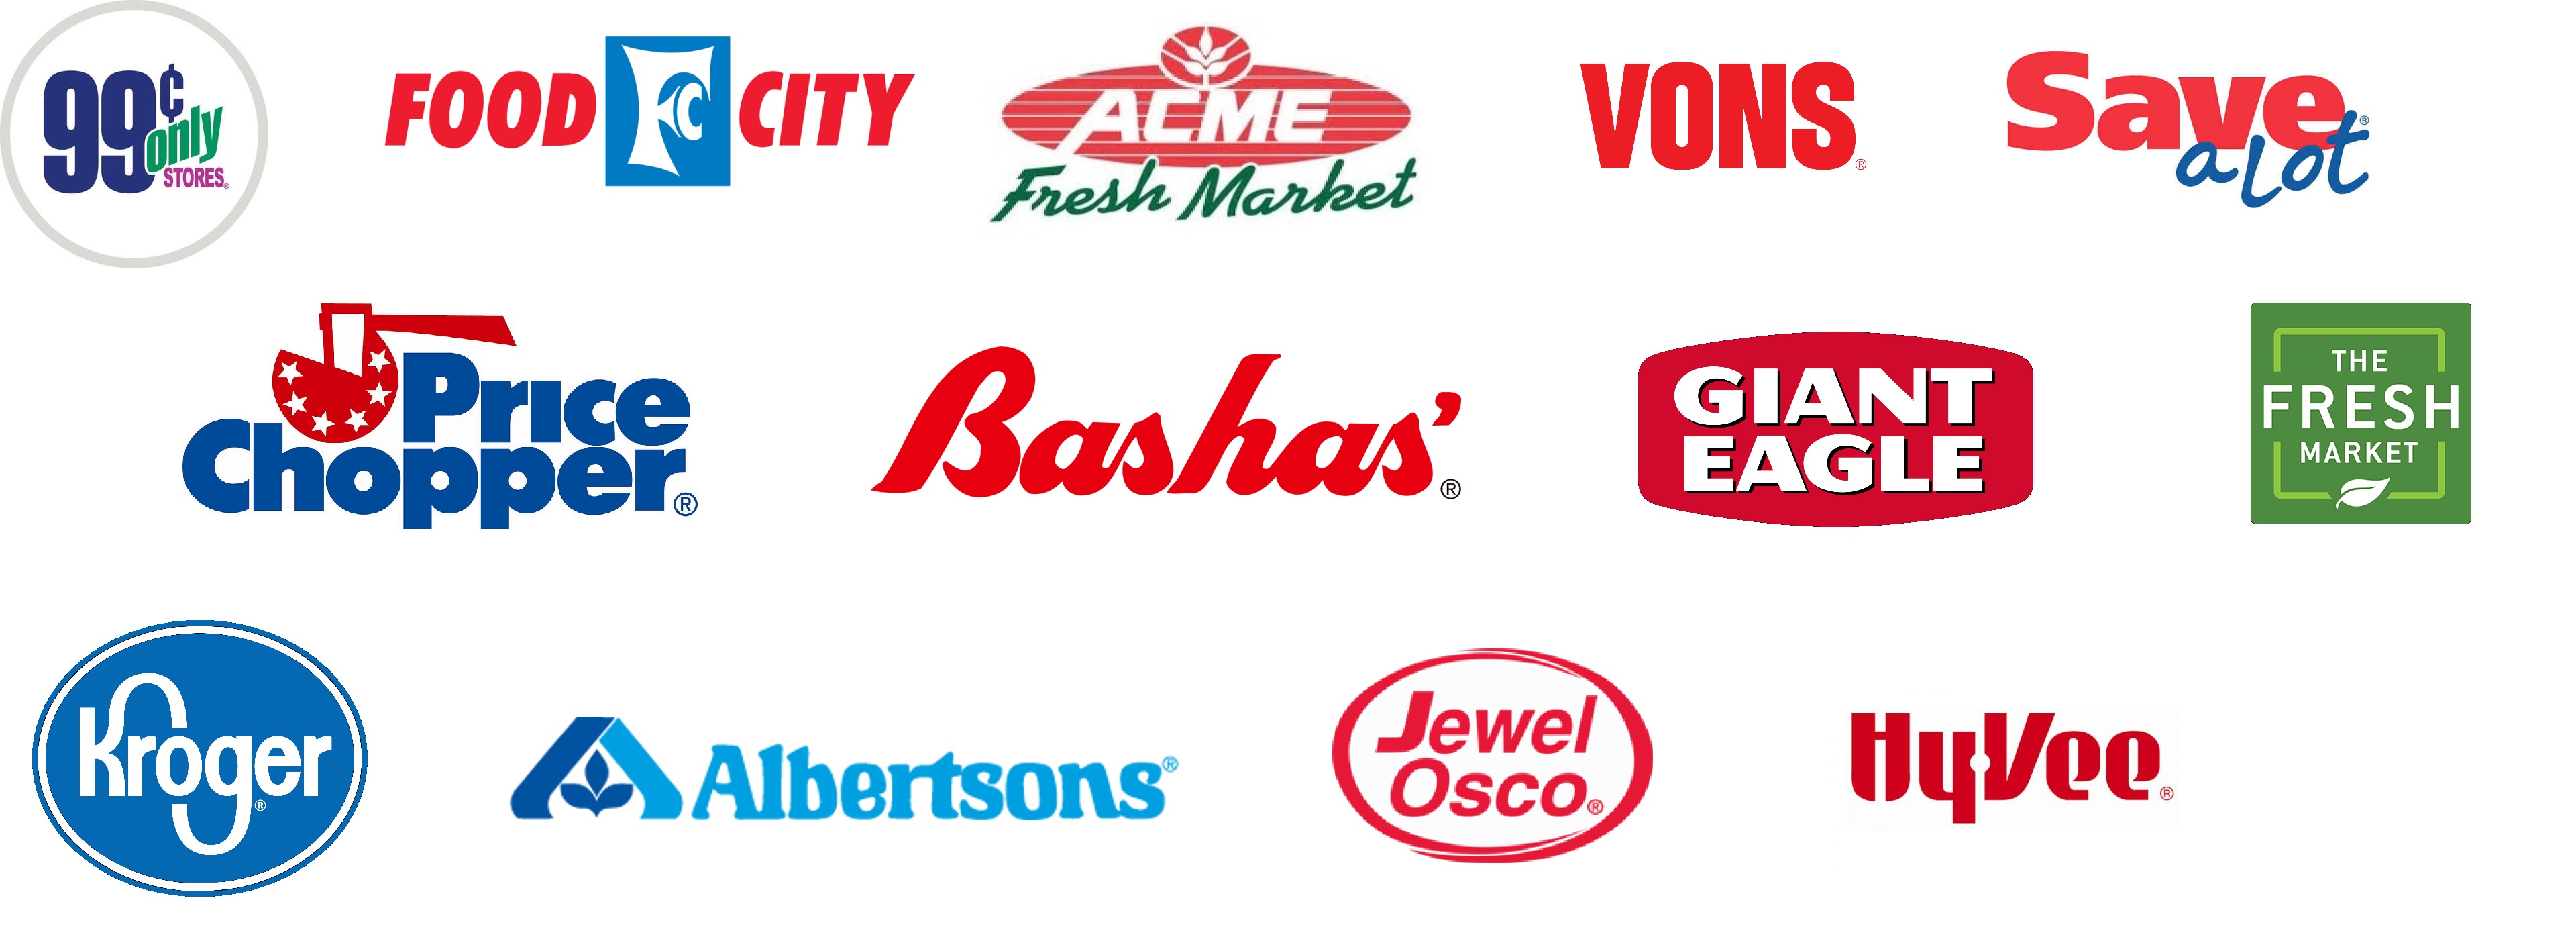 99¢ only STORES®
FOOD FC CITY
ACME
Fresh Market
VONS®
Save®
a lot
Price
Chopper®
Bashas'®
GIANT
EAGLE
THE
FRESH
MARKET
Kroger®
Albertsons®
Jewel
Osco®
HyVee®